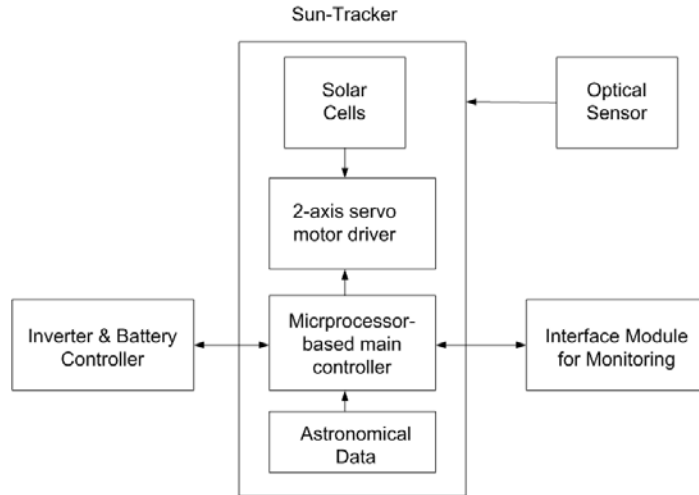 Sun-Tracker
Solar
Cells
Optical
Sensor
2-axis servo
motor driver
Inverter & Battery
Controller
Micrprocessor-
based main
controller
Interface Module
for Monitoring
Astronomical
Data